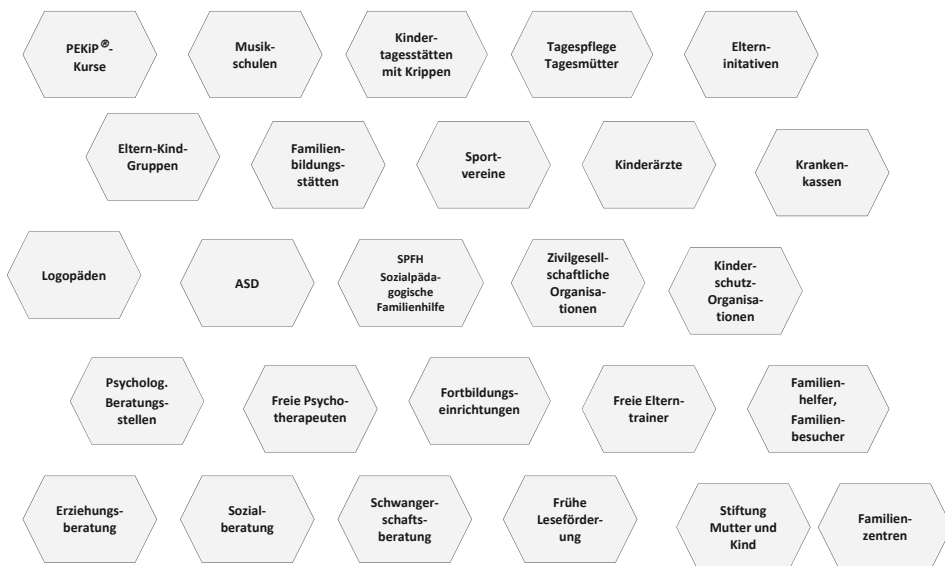 PEKiP®-
Kurse
Musik-
schulen
Kinder-
tagesstätten
mit Krippen
Tagespflege
Tagesmütter
Eltern-
initativen
Eltern-Kind-
Gruppen
Familien-
bildungs-
stätten
Sport-
vereine
Kinderärzte
Kranken-
kassen
Logopäden
ASD
SPFH
Sozialpäda-
gogische
Familienhilfe
Zivilgesell-
schaftliche
Organisa-
tionen
Kinder-
schutz-
Organisa-
tionen
Psycholog.
Beratungs-
stellen
Freie Psycho-
therapeuten
Fortbildungs-
einrichtungen
Freie Eltern-
trainer
Familien-
helfer,
Familien-
besucher
Erziehungs-
beratung
Sozial-
beratung
Schwanger-
schafts-
beratung
Frühe
Leseförder-
ung
Stiftung
Mutter und
Kind
Familien-
zentren